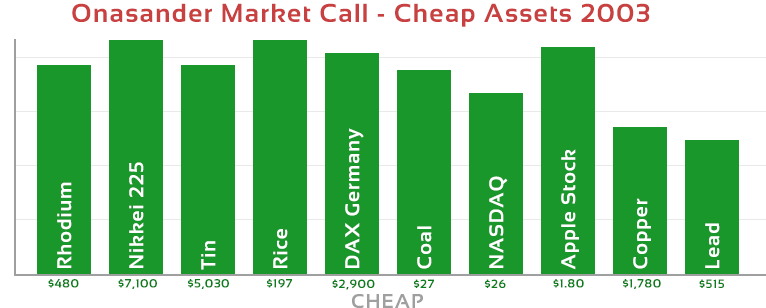 Onasander Market Call - Cheap Assets 2003
Rhodium
Nikkei 225
Tin
Rice
DAX Germany
Coal
NASDAQ
Apple Stock
Copper
Lead
$480 $7,100 $5,030 $197 $2,900 $27 $26 $1.80 $1,780 $515
CHEAP